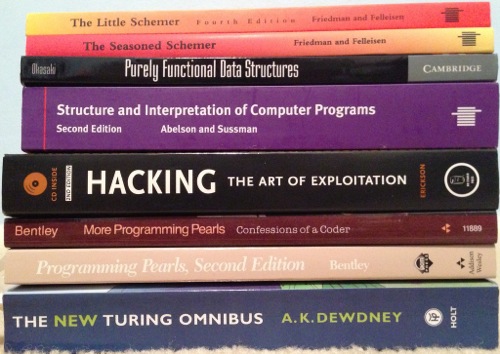 The Little Schemer Fourth Edition Friedman and Felleisen
The Seasoned Schemer Friedman and Felleisen
Okasaki Purely Functional Data Structures CAMBRIDGE
Structure and Interpretation of Computer Programs
Second Edition Abelson and Sussman
CD INSIDE 2ND EDITION HACKING THE ART OF EXPLOITATION ERICKSON
Bentley More Programming Pearls Confessions of a Coder 11889
Programming Pearls, Second Edition Bentley Addison Wesley
THE NEW TURING OMNIBUS A.K. DEWDNEY HOLT